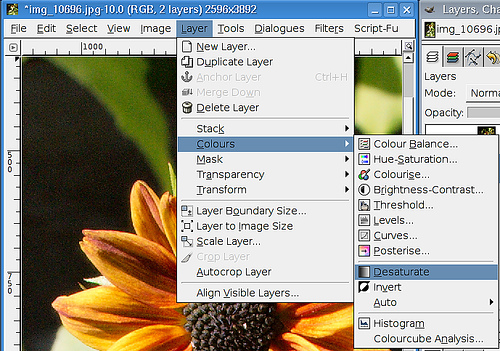 *img_10696.jpg-10.0 (RGB, 2 layers) 2596x3892
Layers, Cha
File Edit Select View Image Layer Tools Dialogues Filters Script-Fu
img_10696.jp
1000
500
750
New Layer...
Duplicate Layer
Anchor Layer Ctrl+H
Merge Down
Delete Layer
Stack
Colours
Mask
Transparency
Transform
Layer Boundary Size...
Layer to Image Size
Scale Layer...
Crop Layer
Autocrop Layer
Align Visible Layers...
Layers
Mode: Norma
Opacity:
Colour Balance...
Hue-Saturation...
Colourise...
Brightness-Contrast...
Threshold...
Levels...
Curves...
Posterise...
Desaturate
Invert
Auto
Histogram
Colourcube Analysis...